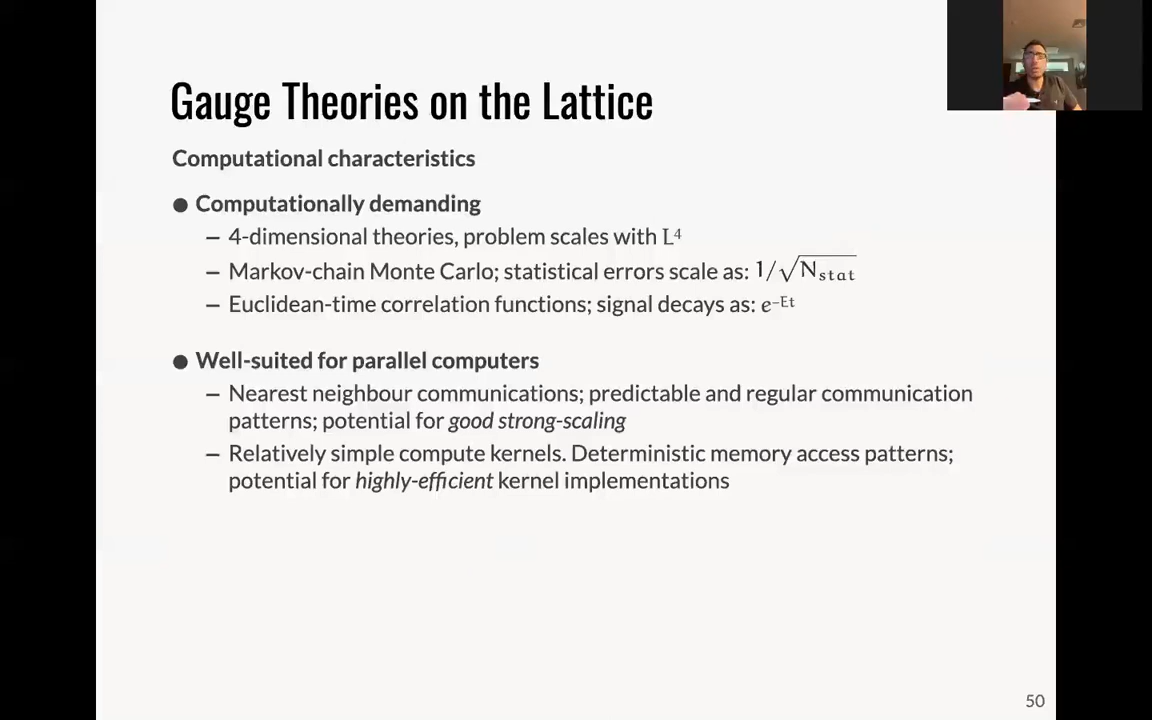 Gauge Theories on the Lattice
Computational characteristics
● Computationally demanding
– 4-dimensional theories, problem scales with L⁴
– Markov-chain Monte Carlo; statistical errors scale as: 1/√N_stat
– Euclidean-time correlation functions; signal decays as: e⁻ᴱᵗ
● Well-suited for parallel computers
– Nearest neighbour communications; predictable and regular communication
patterns; potential for good strong-scaling
– Relatively simple compute kernels. Deterministic memory access patterns;
potential for highly-efficient kernel implementations
50